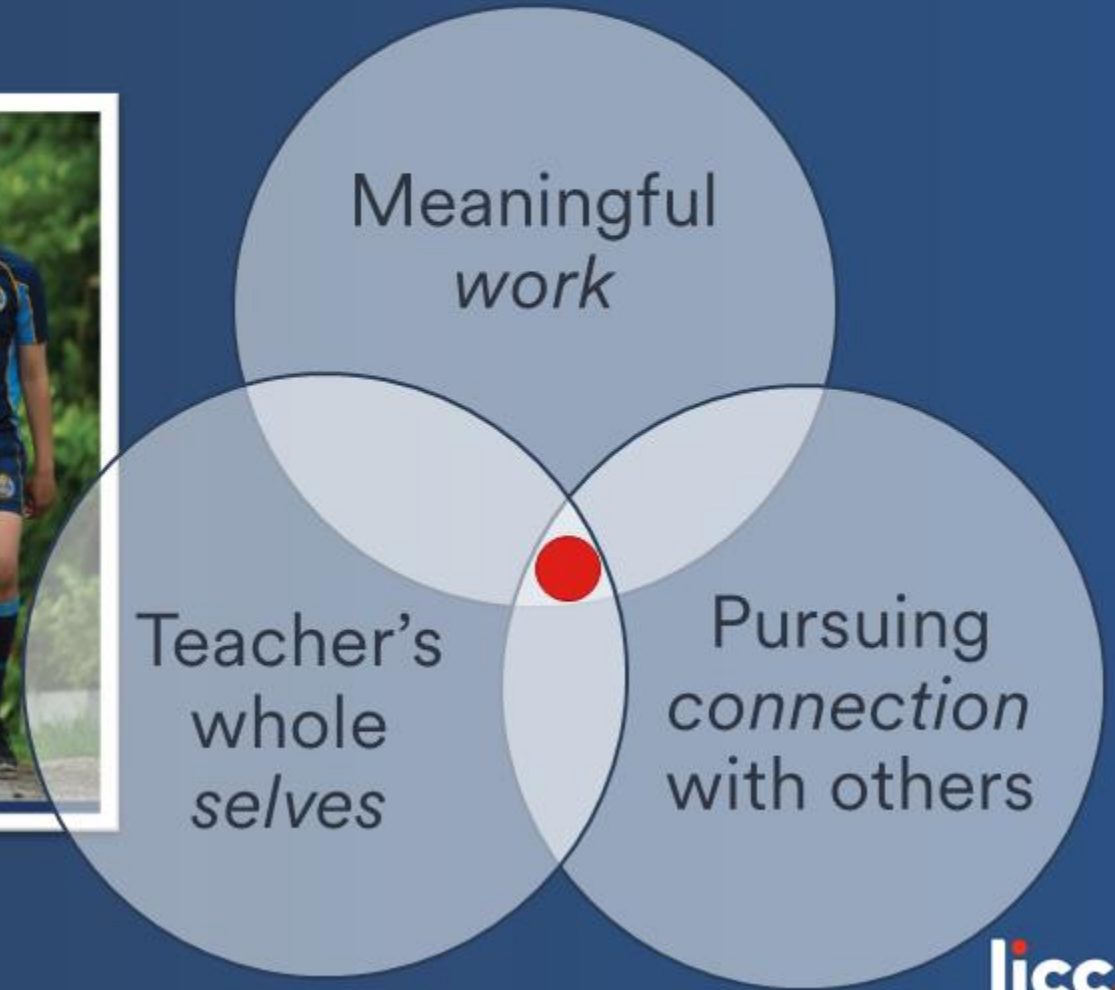 Meaningful
work
Teacher's
whole
selves
Pursuing
connection
with others
licc